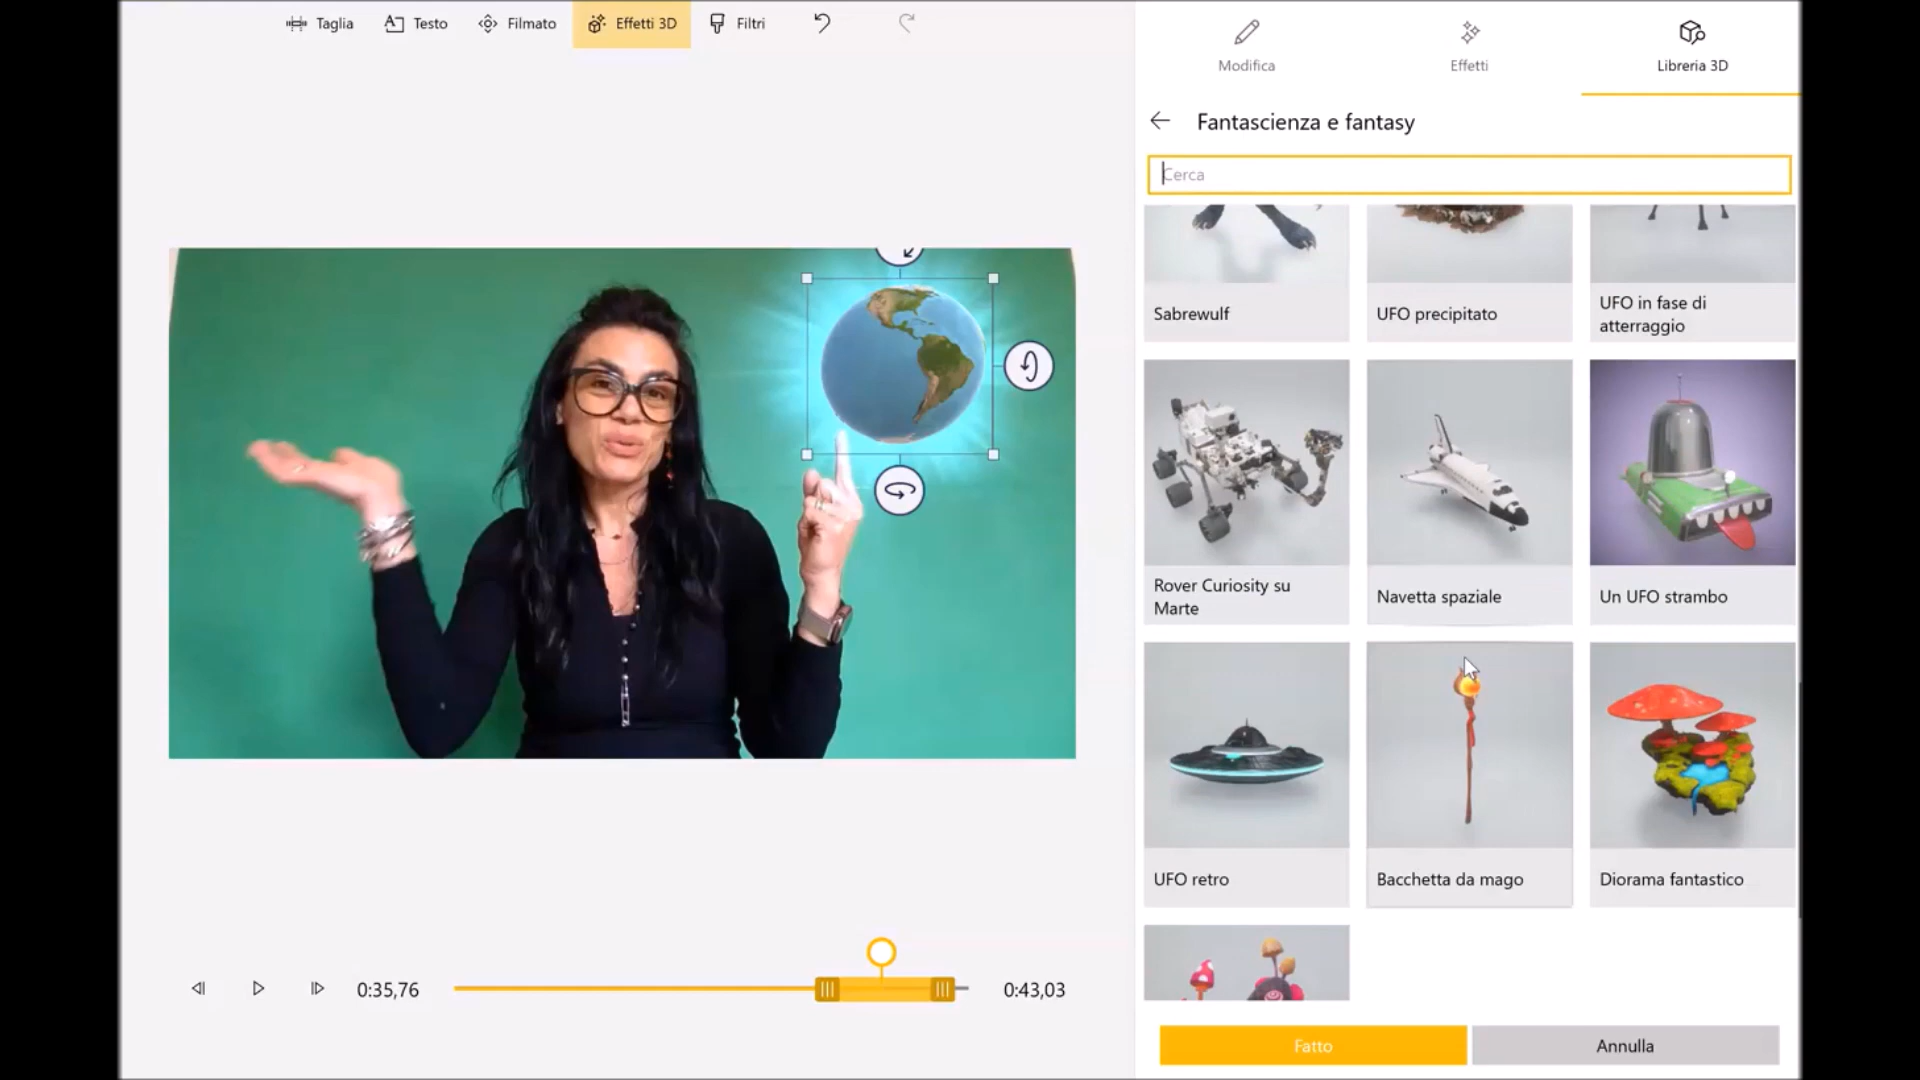 Taglia
Testo
Filmato
Effetti 3D
Filtri
Modifica
Effetti
Libreria 3D
Fantascienza e fantasy
Cerca
Sabrewulf
UFO precipitato
UFO in fase di
atterraggio
Rover Curiosity su
Marte
Navetta spaziale
Un UFO strambo
UFO retro
Bacchetta da mago
Diorama fantastico
0:35,76
0:43,03
Fatto
Annulla